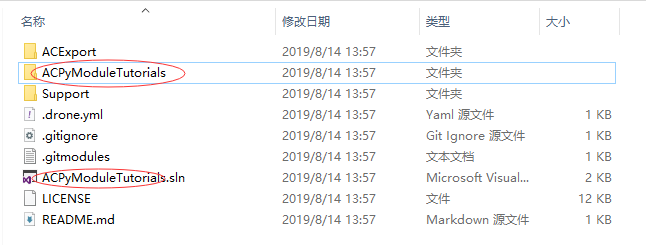 名称 修改日期 类型 大小
ACExport 2019/8/14 13:57 文件夹
ACPyModuleTutorials 2019/8/14 13:57 文件夹
Support 2019/8/14 13:57 文件夹
.drone.yml 2019/8/14 13:57 Yaml 源文件 1 KB
.gitignore 2019/8/14 13:57 Git Ignore 源文件 1 KB
.gitmodules 2019/8/14 13:57 文本文档 1 KB
ACPyModuleTutorials.sln 2019/8/14 13:57 Microsoft Visual... 2 KB
LICENSE 2019/8/14 13:57 文件 12 KB
README.md 2019/8/14 13:57 Markdown 源文件 1 KB